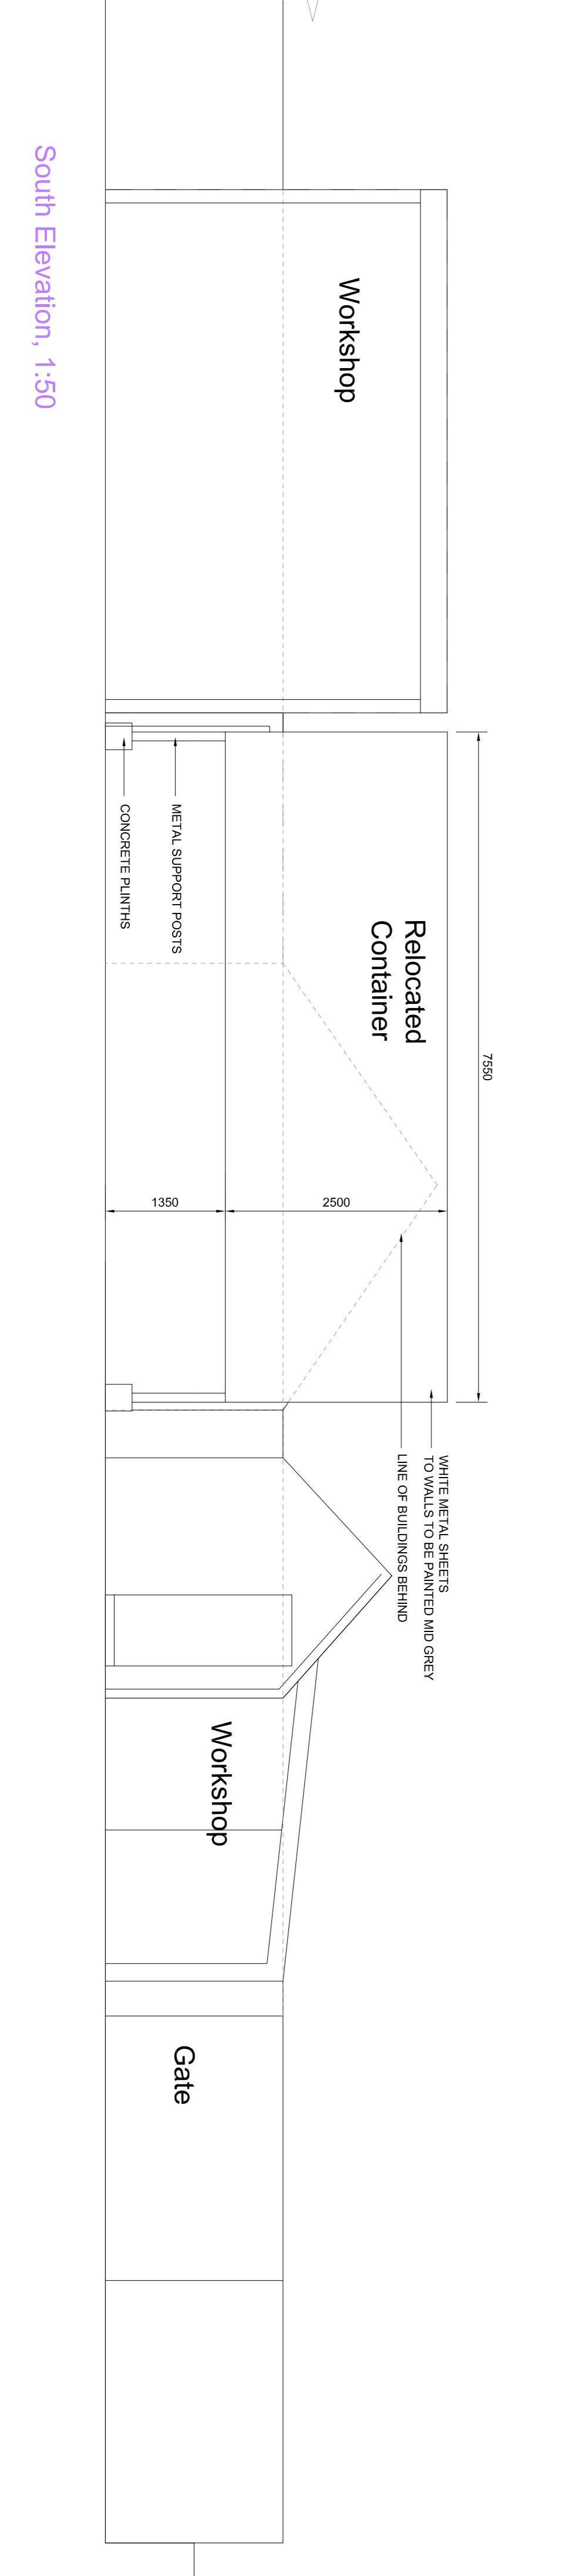 Workshop
Relocated
Container
7550
1350
2500
METAL SUPPORT POSTS
CONCRETE PLINTHS
WHITE METAL SHEETS
TO WALLS TO BE PAINTED MID GREY
LINE OF BUILDINGS BEHIND
Workshop
Gate
South Elevation, 1:50